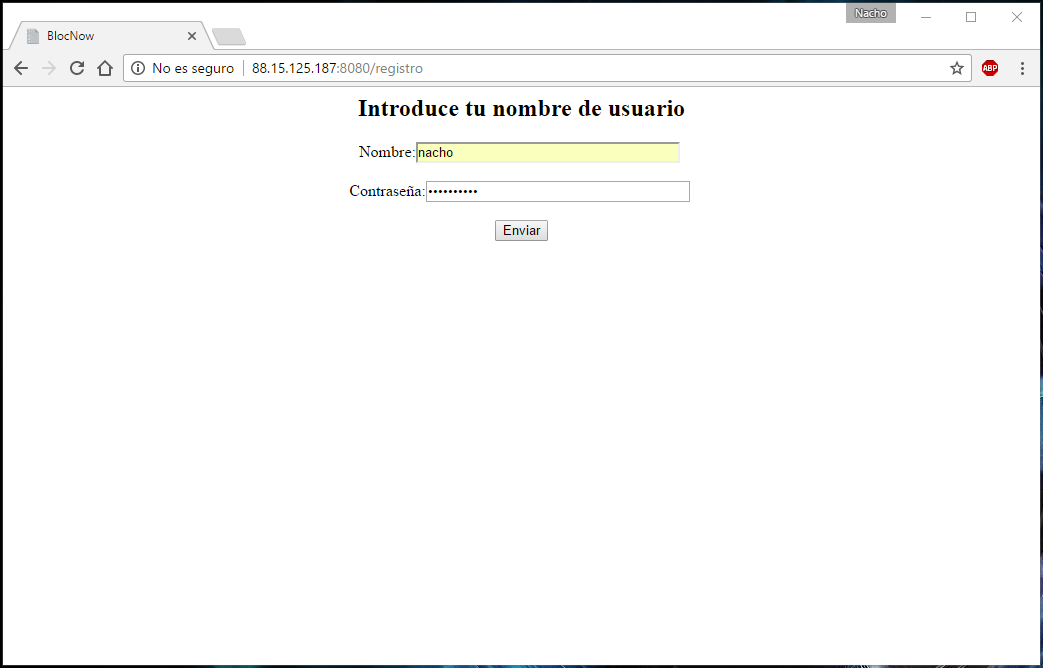 Nacho
BlocNow
No es seguro 88.15.125.187:8080/registro
ABP
Introduce tu nombre de usuario
Nombre: nacho
Contraseña: ••••••••••
Enviar